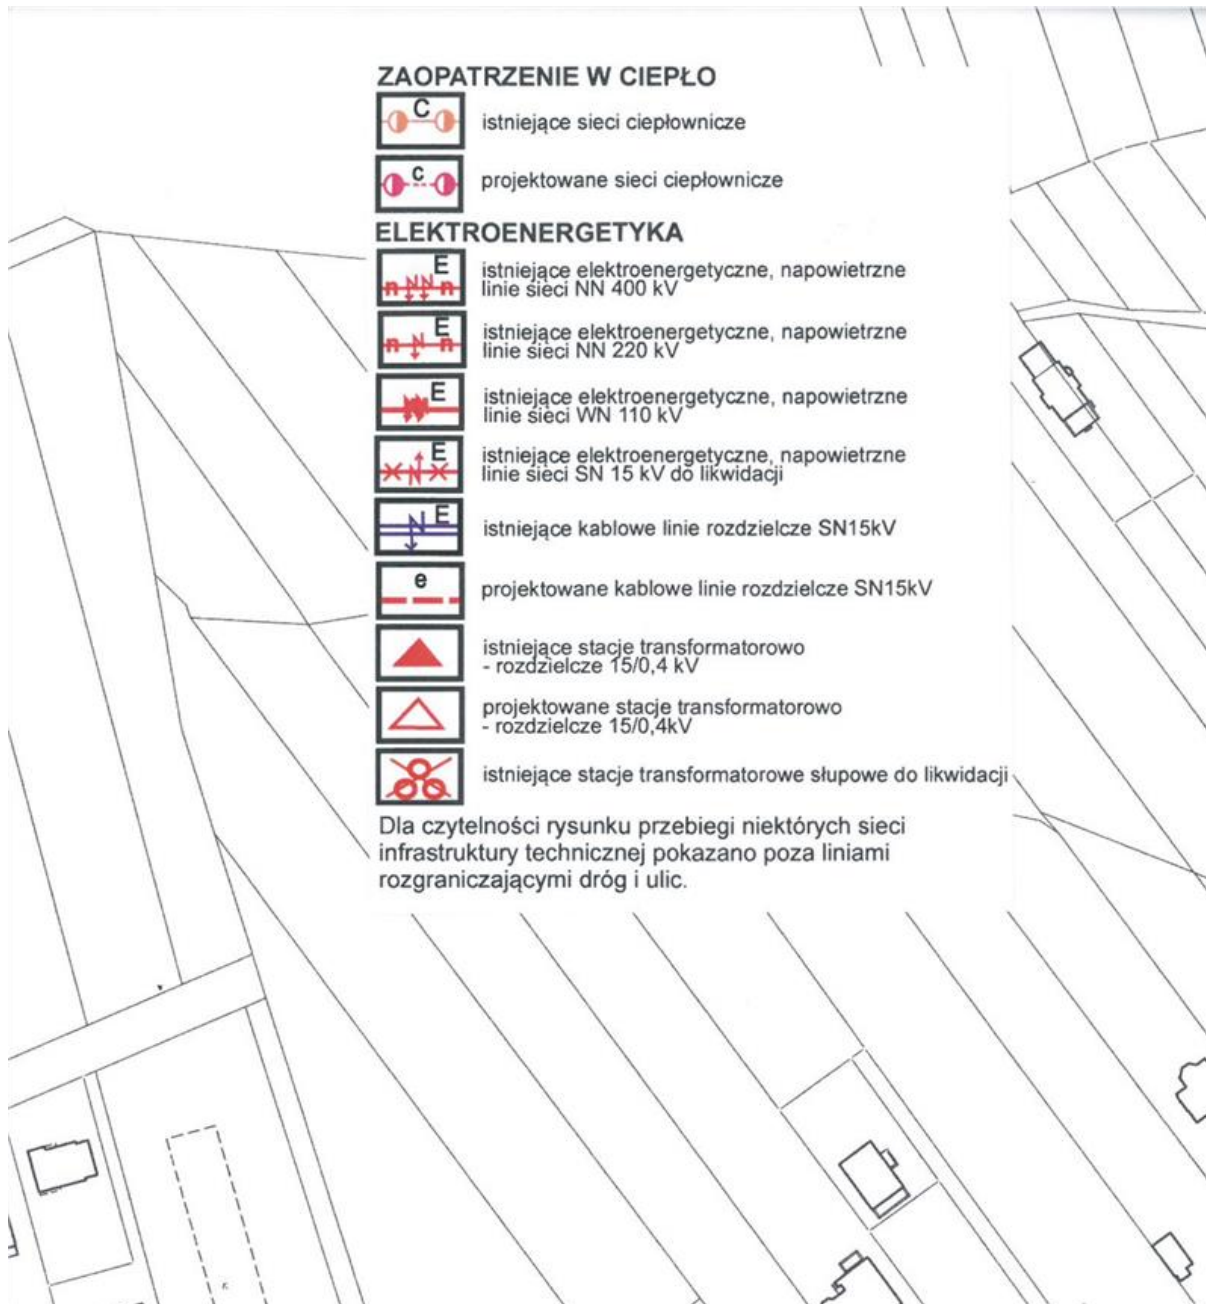 ZAOPATRZENIE W CIEPŁO
C
istniejące sieci ciepłownicze
c
projektowane sieci ciepłownicze
ELEKTROENERGETYKA
E
n NN n
istniejące elektroenergetyczne, napowietrzne
linie sieci NN 400 kV
E
n N n
istniejące elektroenergetyczne, napowietrzne
linie sieci NN 220 kV
E
istniejące elektroenergetyczne, napowietrzne
linie sieci WN 110 kV
E
N
istniejące elektroenergetyczne, napowietrzne
linie sieci SN 15 kV do likwidacji
E
N
istniejące kablowe linie rozdzielcze SN15kV
e
projektowane kablowe linie rozdzielcze SN15kV
istniejące stacje transformatorowo
- rozdzielcze 15/0,4 kV
projektowane stacje transformatorowo
- rozdzielcze 15/0,4kV
istniejące stacje transformatorowe słupowe do likwidacji
Dla czytelności rysunku przebiegi niektórych sieci
infrastruktury technicznej pokazano poza liniami
rozgraniczającymi dróg i ulic.